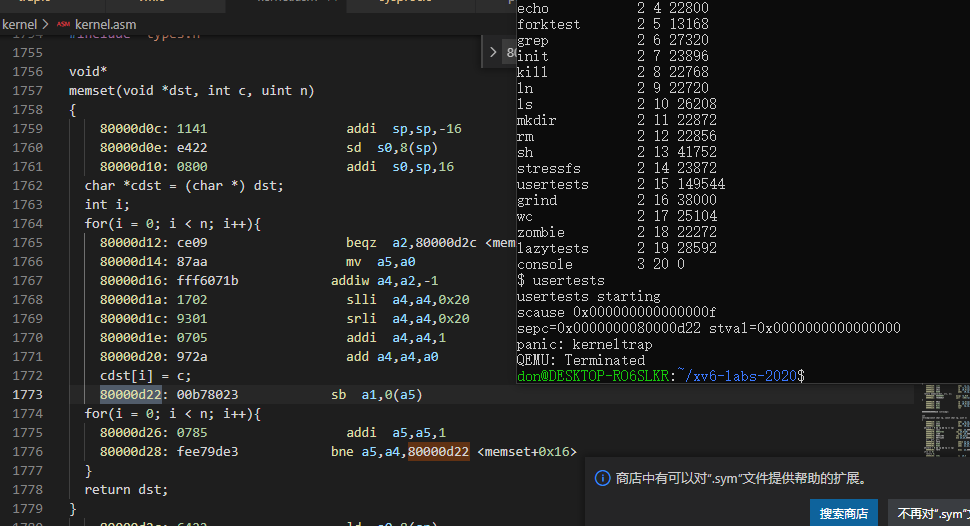 kernel > ASM kernel.asm
1755
1756 void*
1757 memset(void *dst, int c, uint n)
1758 {
1759 80000d0c: 1141 addi sp,sp,-16
1760 80000d0e: e422 sd s0,8(sp)
1761 80000d10: 0800 addi s0,sp,16
1762 char *cdst = (char *) dst;
1763 int i;
1764 for(i = 0; i < n; i++){
1765 80000d12: ce09 beqz a2,80000d2c
1766 80000d14: 87aa mv a5,a0
1767 80000d16: fff6071b addiw a4,a2,-1
1768 80000d1a: 1702 slli a4,a4,0x20
1769 80000d1c: 9301 srli a4,a4,0x20
1770 80000d1e: 0705 addi a4,a4,1
1771 80000d20: 972a add a4,a4,a0
1772 cdst[i] = c;
1773 80000d22: 00b78023 sb a1,0(a5)
1774 for(i = 0; i < n; i++){
1775 80000d26: 0785 addi a5,a5,1
1776 80000d28: fee79de3 bne a5,a4,80000d22 <memset+0x16>
1777 }
1778 return dst;
1779 }
echo 2 4 22800
forktest 2 5 13168
grep 2 6 27320
init 2 7 23896
kill 2 8 22768
ln 2 9 22720
ls 2 10 26208
mkdir 2 11 22872
rm 2 12 22856
sh 2 13 41752
stressfs 2 14 23872
usertests 2 15 149544
grind 2 16 38000
wc 2 17 25104
zombie 2 18 22272
lazytests 2 19 28592
console 3 20 0
$ usertests
usertests starting
scause 0x000000000000000f
sepc=0x0000000080000d22 stval=0x0000000000000000
panic: kerneltrap
QEMU: Terminated
don@DESKTOP-RO6SLKR:~/xv6-labs-2020$
商店中有可以对“.sym”文件提供帮助的扩展。
搜索商店
不再对“.sym”